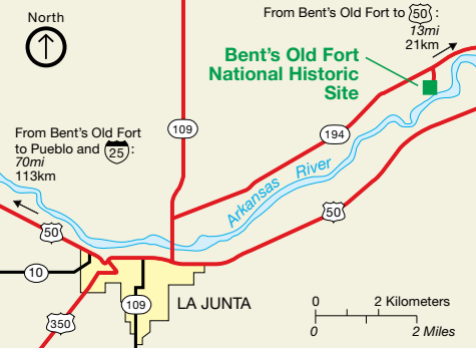 North
From Bent's Old Fort to 50 :
13mi
21km
Bent's Old Fort
National Historic
Site
109
194
From Bent's Old Fort
to Pueblo and 25 :
70mi
113km
Arkansas River
50
50
10
109
LA JUNTA
350
0 2 Kilometers
0 2 Miles